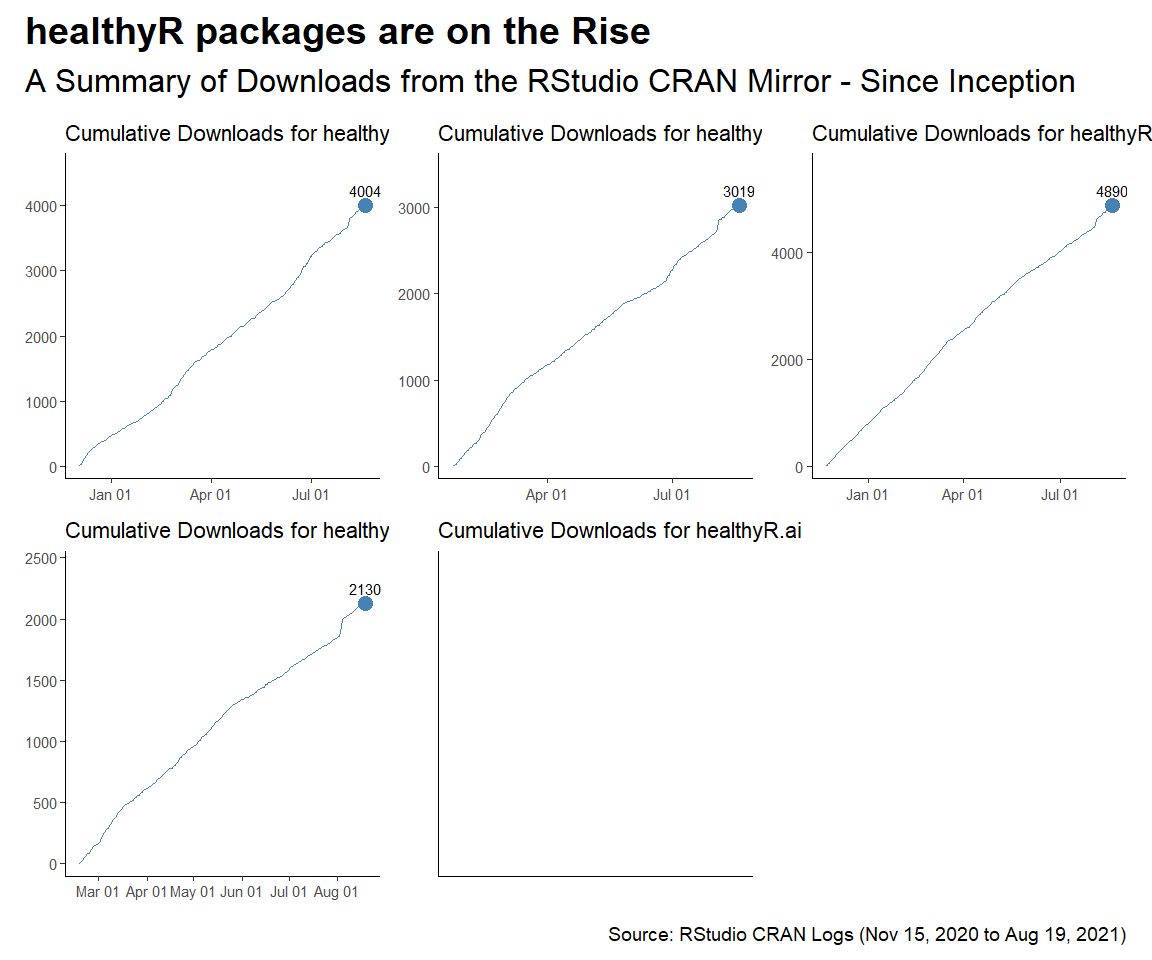 healthyR packages are on the Rise
A Summary of Downloads from the RStudio CRAN Mirror - Since Inception
Cumulative Downloads for healthy
4004
4000
3000
2000
1000
0
Jan 01 Apr 01 Jul 01
Cumulative Downloads for healthy
3019
3000
2000
1000
0
Apr 01 Jul 01
Cumulative Downloads for healthyR
4890
4000
2000
0
Jan 01 Apr 01 Jul 01
Cumulative Downloads for healthy
2500
2130
2000
1500
1000
500
0
Mar 01 Apr 01 May 01 Jun 01 Jul 01 Aug 01
Cumulative Downloads for healthyR.ai
Source: RStudio CRAN Logs (Nov 15, 2020 to Aug 19, 2021)